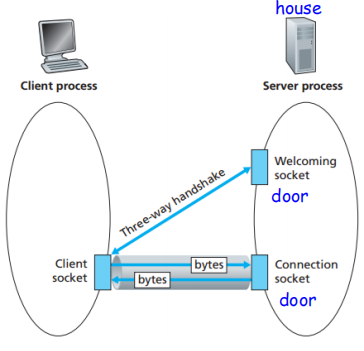 house
Client process
Server process
Three-way handshake
Welcoming
socket
door
Client
socket
bytes
bytes
Connection
socket
door